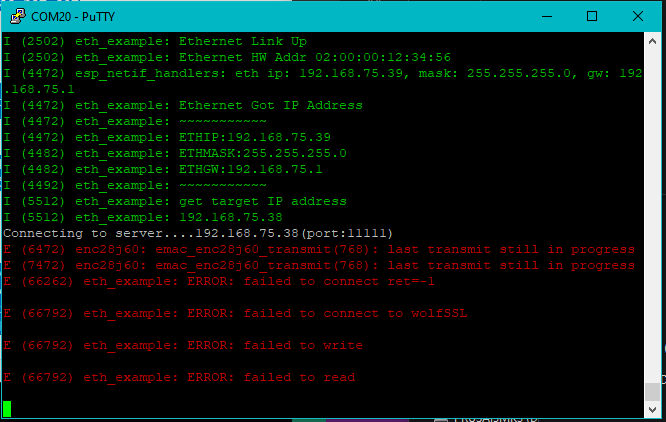 COM20 - PuTTY
I (2502) eth_example: Ethernet Link Up
I (2502) eth_example: Ethernet HW Addr 02:00:00:12:34:56
I (4472) esp_netif_handlers: eth ip: 192.168.75.39, mask: 255.255.255.0, gw: 192
.168.75.1
I (4472) eth_example: Ethernet Got IP Address
I (4472) eth_example: ~~~~~~~~~~~
I (4472) eth_example: ETHIP:192.168.75.39
I (4482) eth_example: ETHMASK:255.255.255.0
I (4482) eth_example: ETHGW:192.168.75.1
I (4492) eth_example: ~~~~~~~~~~~
I (5512) eth_example: get target IP address
I (5512) eth_example: 192.168.75.38
Connecting to server....192.168.75.38(port:11111)
E (6472) enc28j60: emac_enc28j60_transmit(768): last transmit still in progress
E (7472) enc28j60: emac_enc28j60_transmit(768): last transmit still in progress
E (66262) eth_example: ERROR: failed to connect ret=-1
E (66792) eth_example: ERROR: failed to connect to wolfSSL
E (66792) eth_example: ERROR: failed to write
E (66792) eth_example: ERROR: failed to read